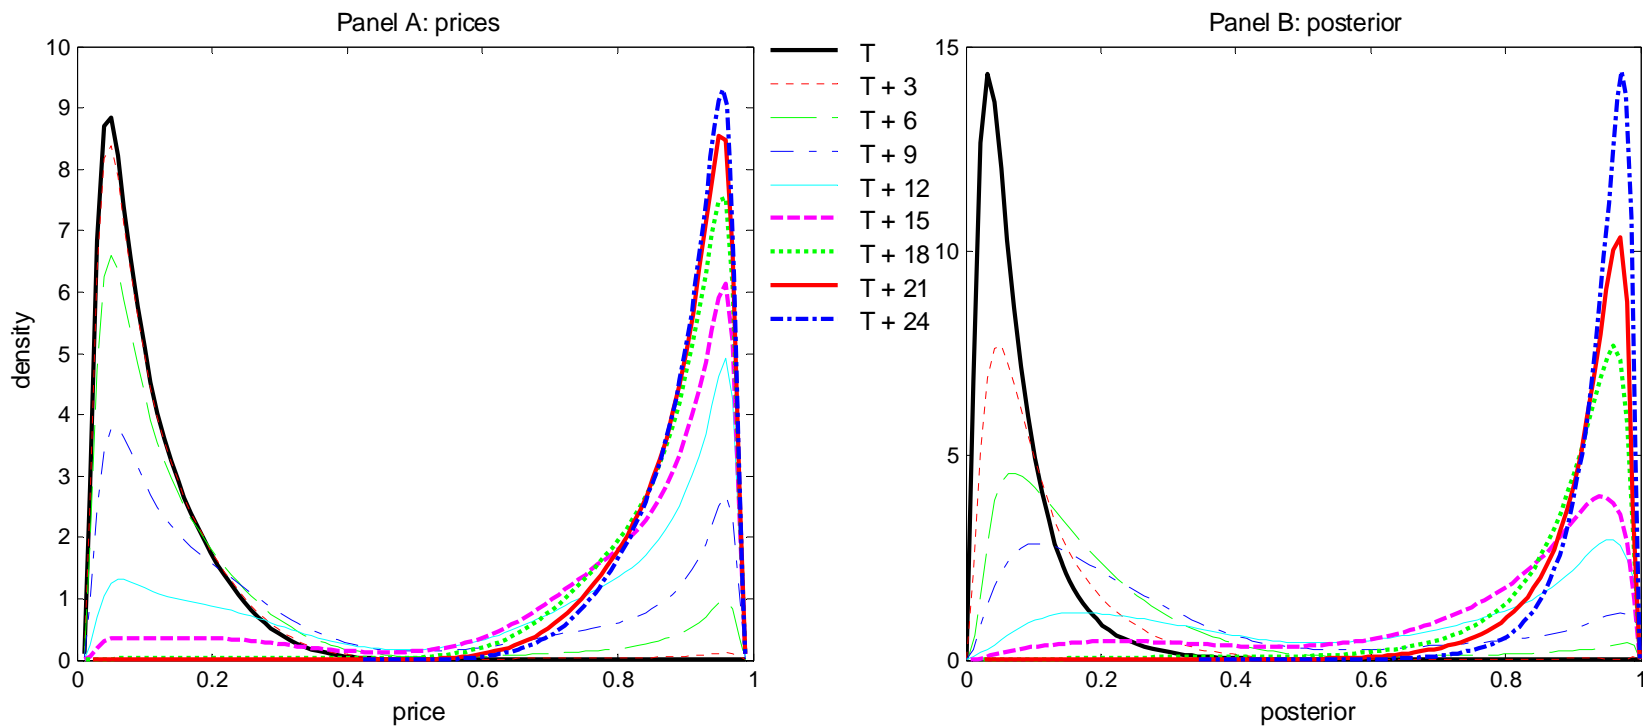 Panel A: prices
10
9
8
7
6
5
4
3
2
1
0
density
0
0.2
0.4
0.6
0.8
1
price
T
T + 3
T + 6
T + 9
T + 12
T + 15
T + 18
T + 21
T + 24
Panel B: posterior
15
10
5
0
0
0.2
0.4
0.6
0.8
1
posterior